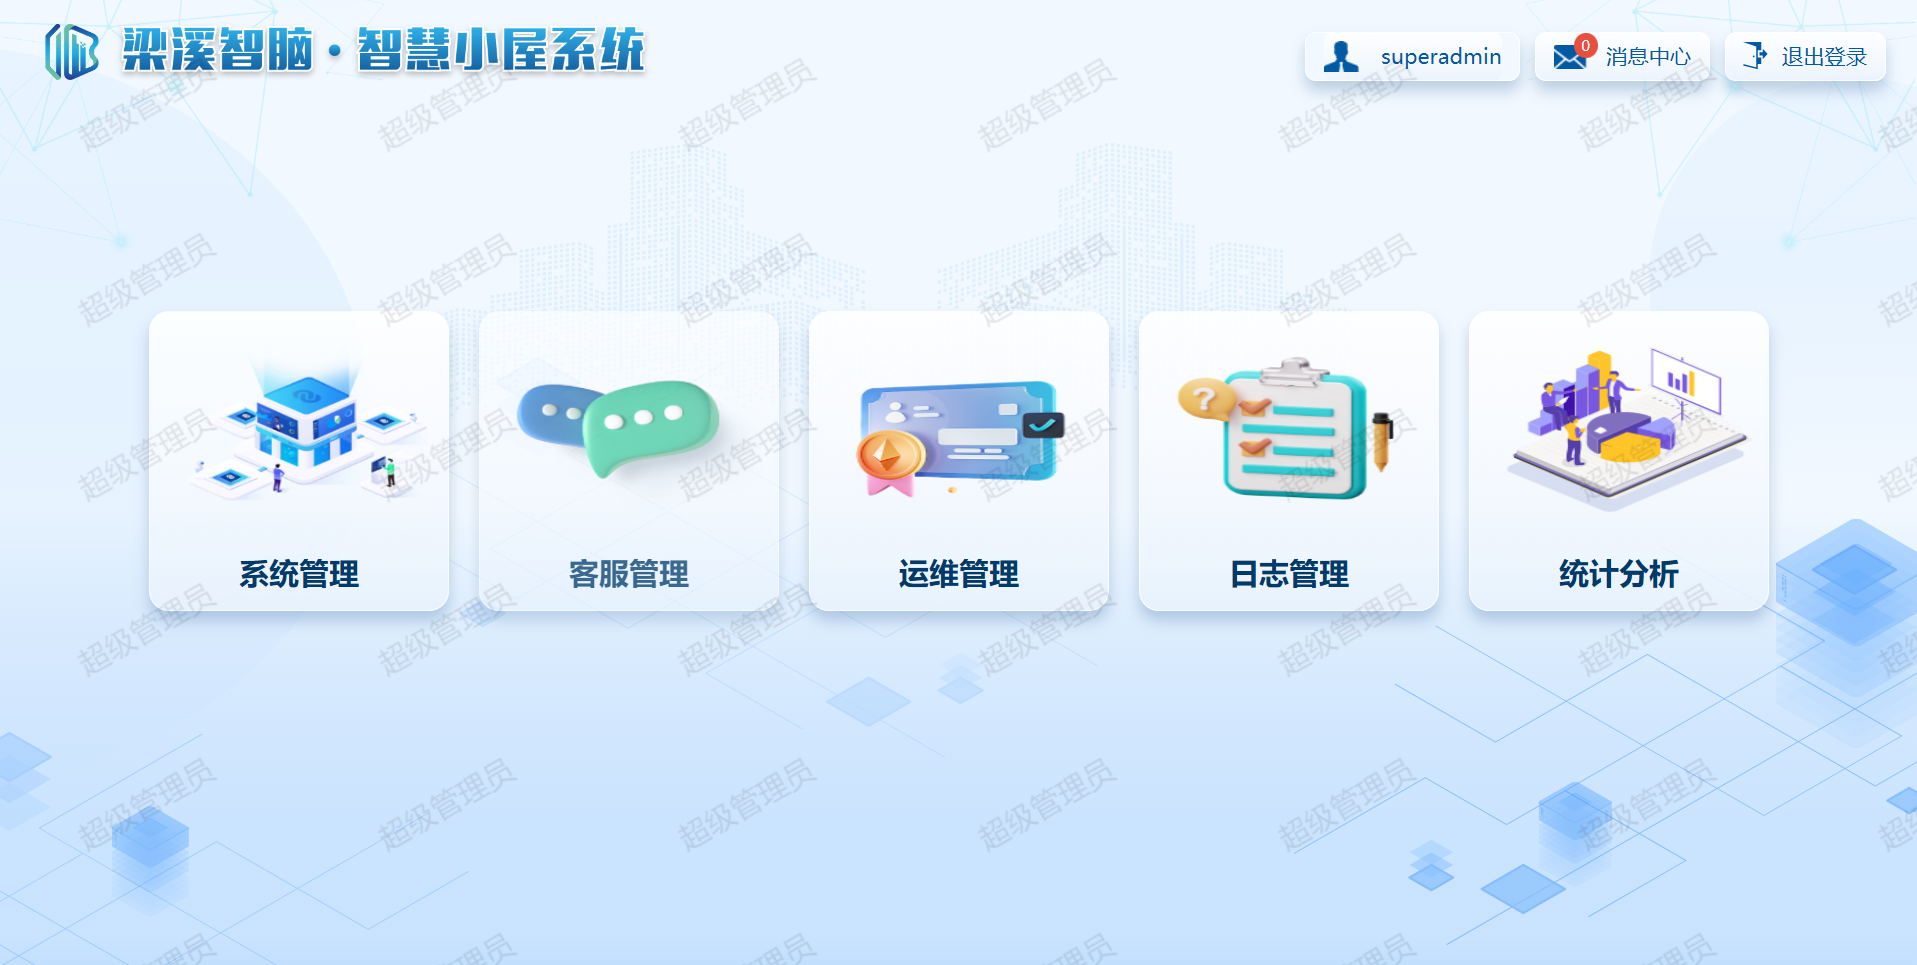 梁溪智脑·智慧小屋系统
superadmin
0
消息中心
退出登录
系统管理
客服管理
运维管理
日志管理
统计分析
超级管理员